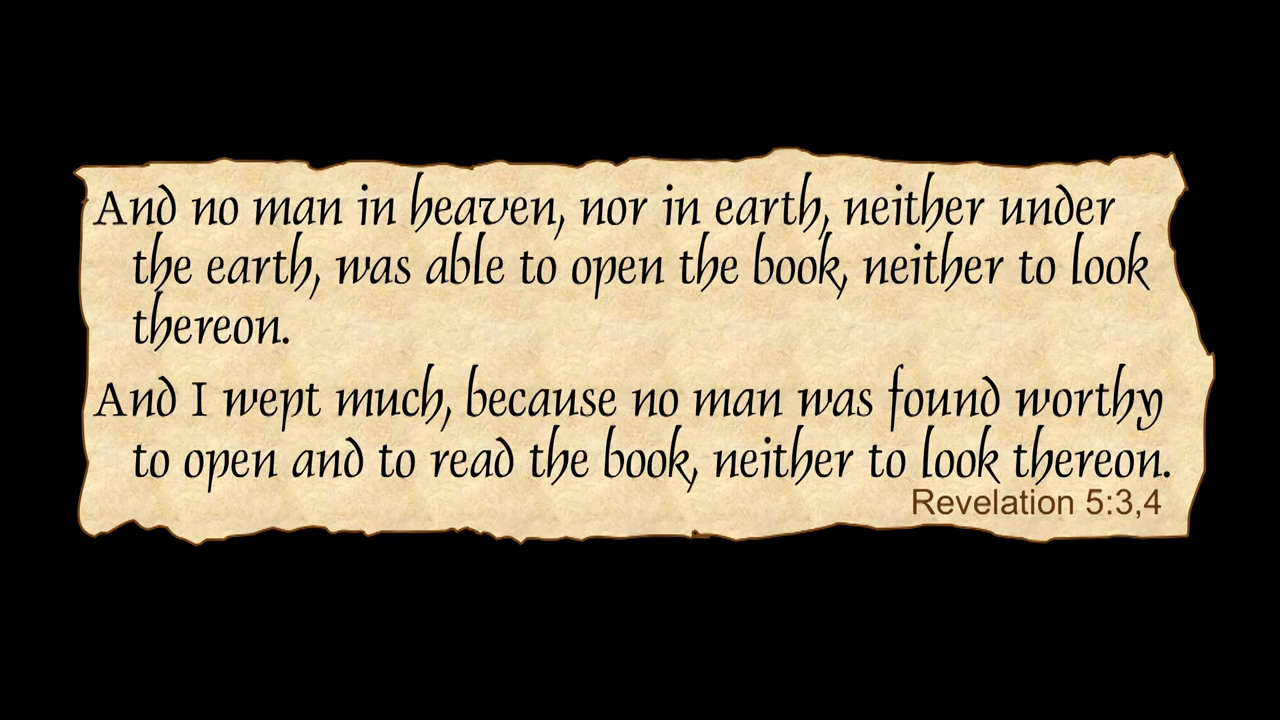 And no man in heaven, nor in earth, neither under
the earth, was able to open the book, neither to look
thereon.
And I wept much, because no man was found worthy
to open and to read the book, neither to look thereon.
Revelation 5:3,4